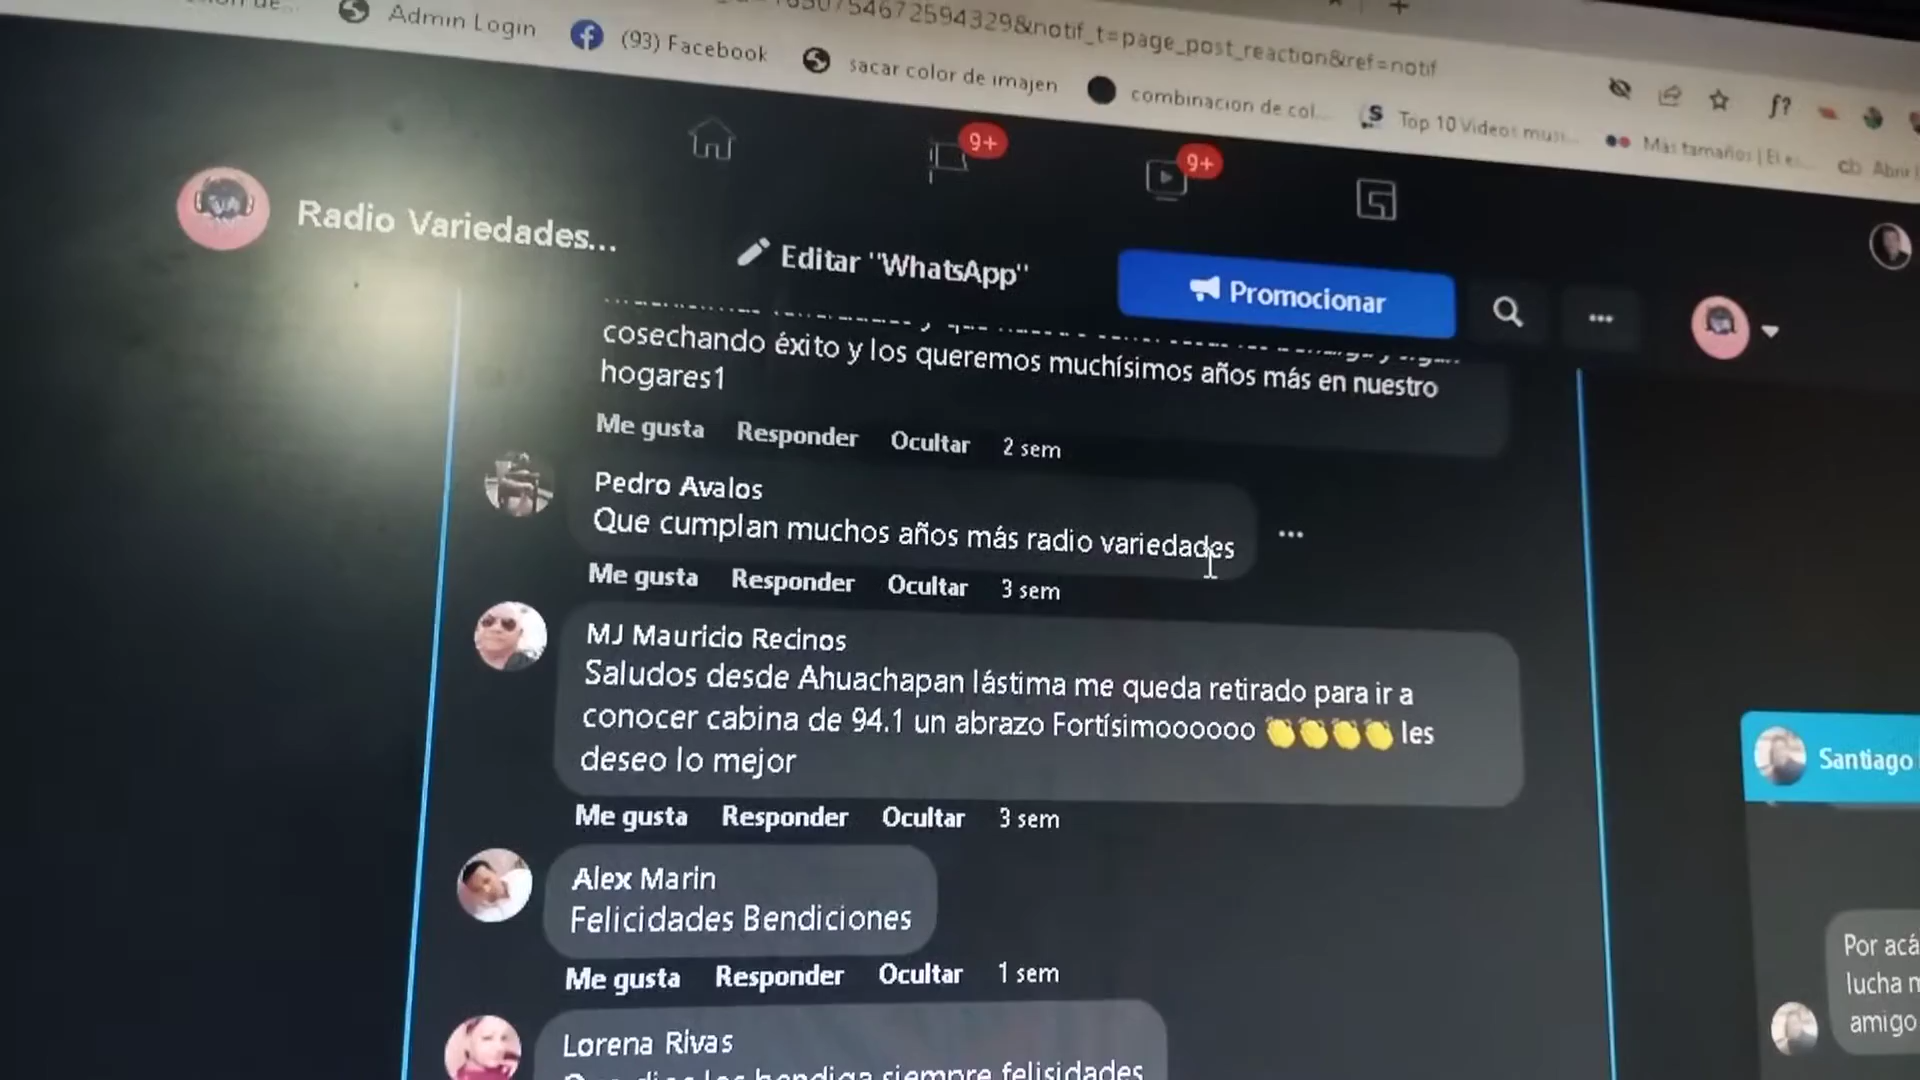 Admin Login
(93) Facebook
sacar color de imajen
combinacion de col...
Top 10 Videos mus...
Mas tamaños | El e...
=1650754672594329&notif_t=page_post_reaction&ref=notif
9+
9+
Radio Variedades...
Editar "WhatsApp"
Promocionar
cosechando éxito y los queremos muchísimos años más en nuestro
hogares1
Me gusta Responder Ocultar 2 sem
Pedro Avalos
Que cumplan muchos años más radio variedades
Me gusta Responder Ocultar 3 sem
MJ Mauricio Recinos
Saludos desde Ahuachapan lástima me queda retirado para ir a
conocer cabina de 94.1 un abrazo Fortísimoooooo 👏👏👏👏 les
deseo lo mejor
Me gusta Responder Ocultar 3 sem
Alex Marin
Felicidades Bendiciones
Me gusta Responder Ocultar 1 sem
Lorena Rivas
Que dios los bendiga siempre felisidades
Santiago
Por acá
lucha
amigo